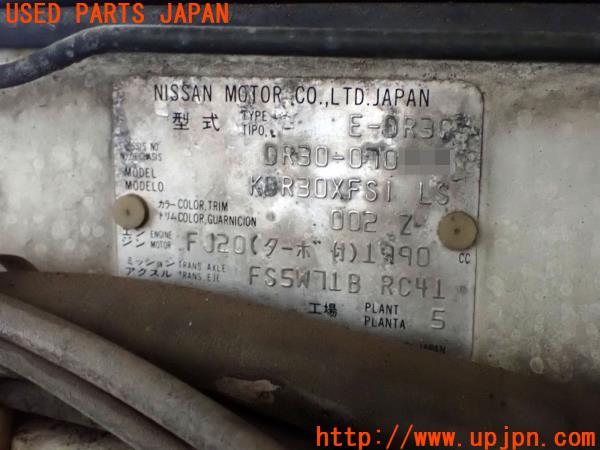 USED PARTS JAPAN
NISSAN MOTOR CO.,LTD.JAPAN
型式 TYPE TIPO E-DR30
CHASSIS DR30-070
MODEL MODELO KDR30XFSI LS
カラー COLOR,TRIM トリム COLOR,GUARNICION 002 Z
エンジン ENGINE MOTOR FJ20(ターボ付)1990 CC
ミッション アクスル TRANS. AXLE TRANS. EJE FS5W71B RC41
工場 PLANT PLANTA 5
JAPAN
http://www.upjpn.com